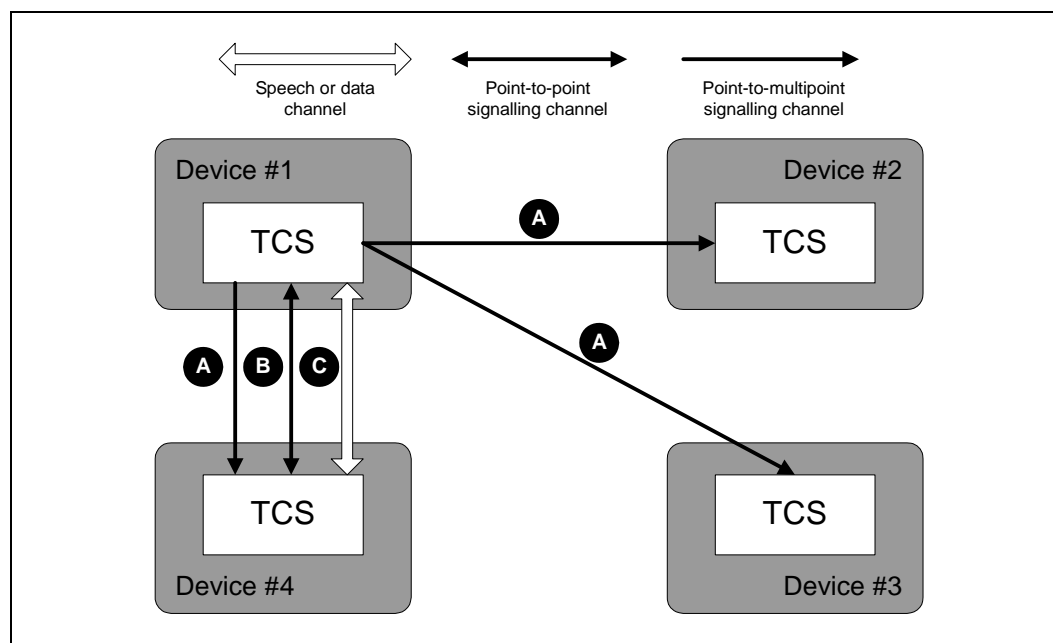 Speech or data
channel
Point-to-point
signalling channel
Point-to-multipoint
signalling channel
Device #1
TCS
Device #2
TCS
A
A
A
B
C
TCS
Device #4
TCS
Device #3